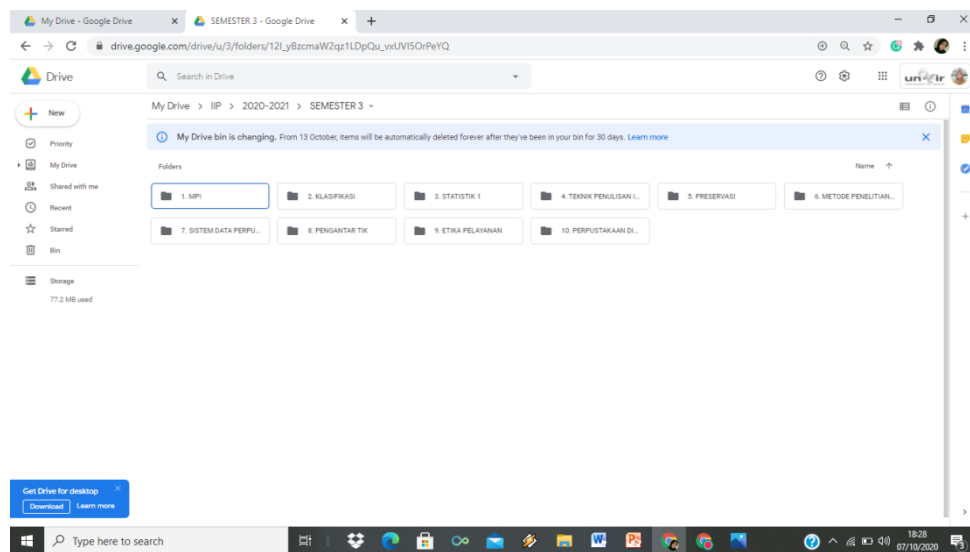 My Drive - Google Drive
SEMESTER 3 - Google Drive
drive.google.com/drive/u/3/folders/12I_yBzcmaW2qz1LDpQu_vxUVI5OrPeYQ
Drive
Search in Drive
My Drive > IIP > 2020-2021 > SEMESTER 3
New
My Drive bin is changing. From 13 October, items will be automatically deleted forever after they've been in your bin for 30 days. Learn more
Priority
My Drive
Shared with me
Recent
Starred
Bin
Storage
77.2 MB used
Folders
Name
1. MPI
2. KLASIFIKASI
3. STATISTIK 1
4. TEKNIK PENULISAN I...
5. PRESERVASI
6. METODE PENELITIAN...
7. SISTEM DATA PERPU...
8. PENGANTAR TIK
9. ETIKA PELAYANAN
10. PERPUSTAKAAN DI...
Get Drive for desktop
Download
Learn more
Type here to search
18:28
07/10/2020